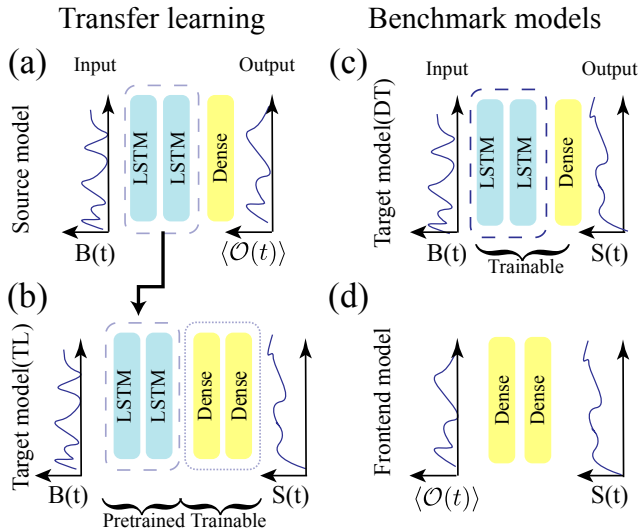 Transfer learning
Benchmark models
(a)
Input
Output
Source model
LSTM
LSTM
Dense
B(t)
⟨𝒪(t)⟩
(c)
Input
Output
Target model(DT)
LSTM
LSTM
Dense
B(t)
S(t)
Trainable
(b)
Target model(TL)
LSTM
LSTM
Dense
Dense
B(t)
S(t)
Pretrained
Trainable
(d)
Frontend model
Dense
Dense
⟨𝒪(t)⟩
S(t)